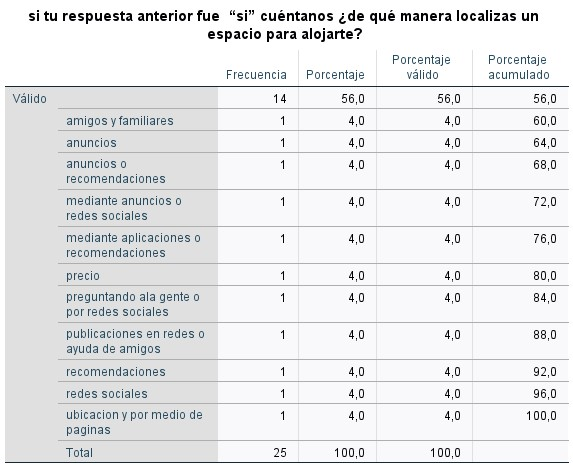 si tu respuesta anterior fue “si” cuéntanos ¿de qué manera localizas un
espacio para alojarte?
Frecuencia Porcentaje Porcentaje válido Porcentaje acumulado
Válido 14 56,0 56,0 56,0
amigos y familiares 1 4,0 4,0 60,0
anuncios 1 4,0 4,0 64,0
anuncios o recomendaciones 1 4,0 4,0 68,0
mediante anuncios o redes sociales 1 4,0 4,0 72,0
mediante aplicaciones o recomendaciones 1 4,0 4,0 76,0
precio 1 4,0 4,0 80,0
preguntando ala gente o por redes sociales 1 4,0 4,0 84,0
publicaciones en redes o ayuda de amigos 1 4,0 4,0 88,0
recomendaciones 1 4,0 4,0 92,0
redes sociales 1 4,0 4,0 96,0
ubicacion y por medio de paginas 1 4,0 4,0 100,0
Total 25 100,0 100,0